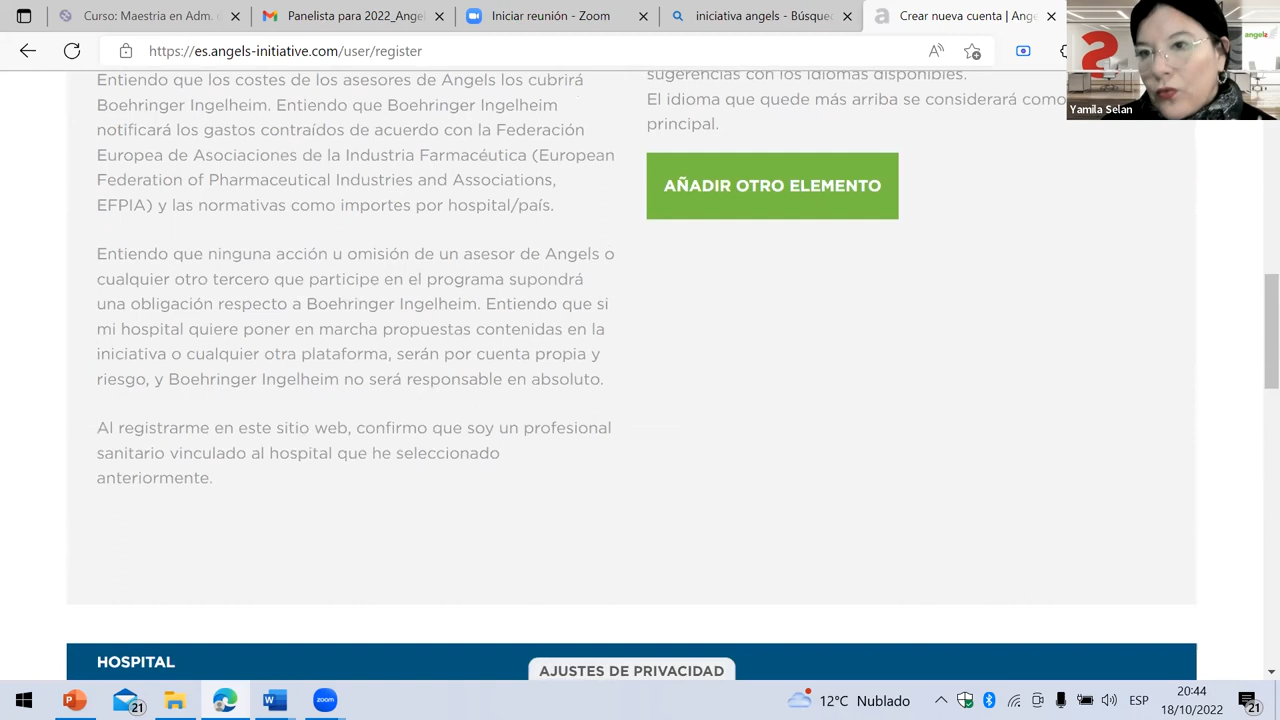 Curso: Maestria en Adm.
Panelista para 2022_Angel
Iniciar reunión - Zoom
iniciativa angels - Búsque
Crear nueva cuenta | Ange
https://es.angels-initiative.com/user/register
angels
Yamila Selan
Entiendo que los costes de los asesores de Angels los cubrirá
Boehringer Ingelheim. Entiendo que Boehringer Ingelheim
notificará los gastos contraídos de acuerdo con la Federación
Europea de Asociaciones de la Industria Farmacéutica (European
Federation of Pharmaceutical Industries and Associations,
EFPIA) y las normativas como importes por hospital/país.
Entiendo que ninguna acción u omisión de un asesor de Angels o
cualquier otro tercero que participe en el programa supondrá
una obligación respecto a Boehringer Ingelheim. Entiendo que si
mi hospital quiere poner en marcha propuestas contenidas en la
iniciativa o cualquier otra plataforma, serán por cuenta propia y
riesgo, y Boehringer Ingelheim no será responsable en absoluto.
Al registrarme en este sitio web, confirmo que soy un profesional
sanitario vinculado al hospital que he seleccionado
anteriormente.
sugerencias con los idiomas disponibles.
El idioma que quede más arriba se considerará como
principal.
AÑADIR OTRO ELEMENTO
HOSPITAL
AJUSTES DE PRIVACIDAD
21
12°C Nublado
ESP
20:44
18/10/2022
21